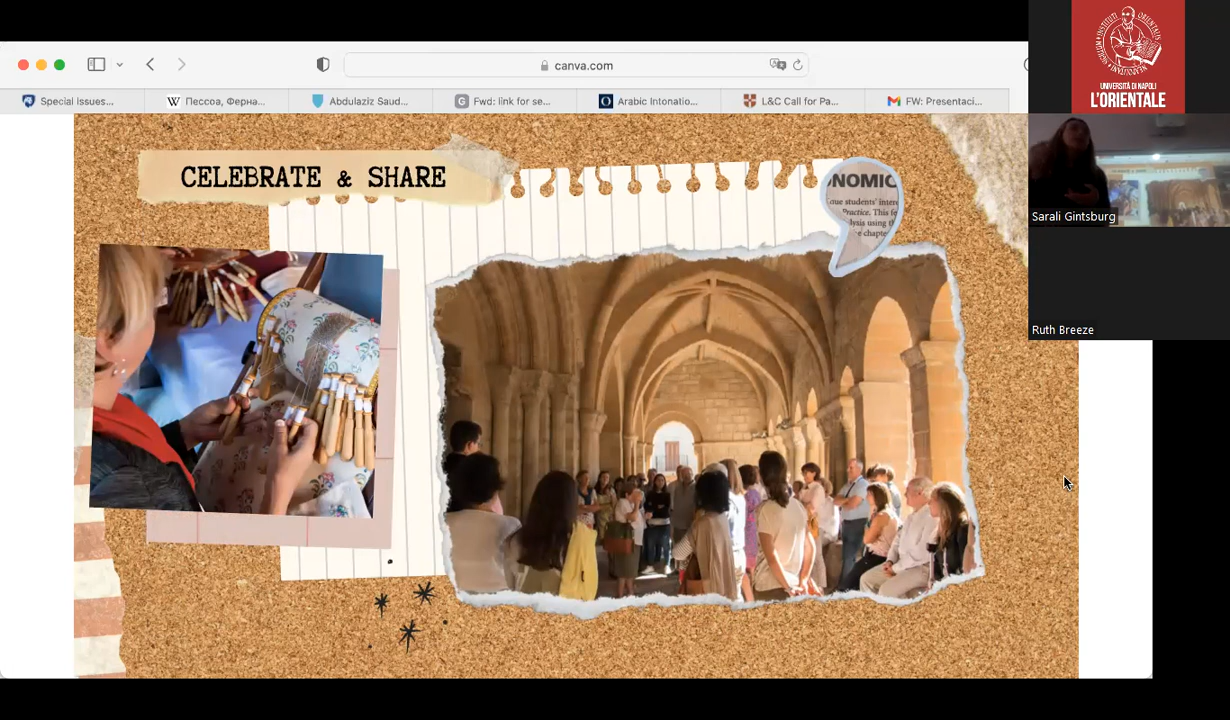 canva.com
Special Issues...
Пессоа, Ферна...
Abdulaziz Saud...
Fwd: link for se...
Arabic Intonatio...
L&C Call for Pa...
FW: Presentaci...
UNIVERSITÀ DI NAPOLI
L'ORIENTALE
Sarali Gintsburg
Ruth Breeze
CELEBRATE & SHARE
NOMIC
students' inter
Practice. This fe
lysis using th
e chapte